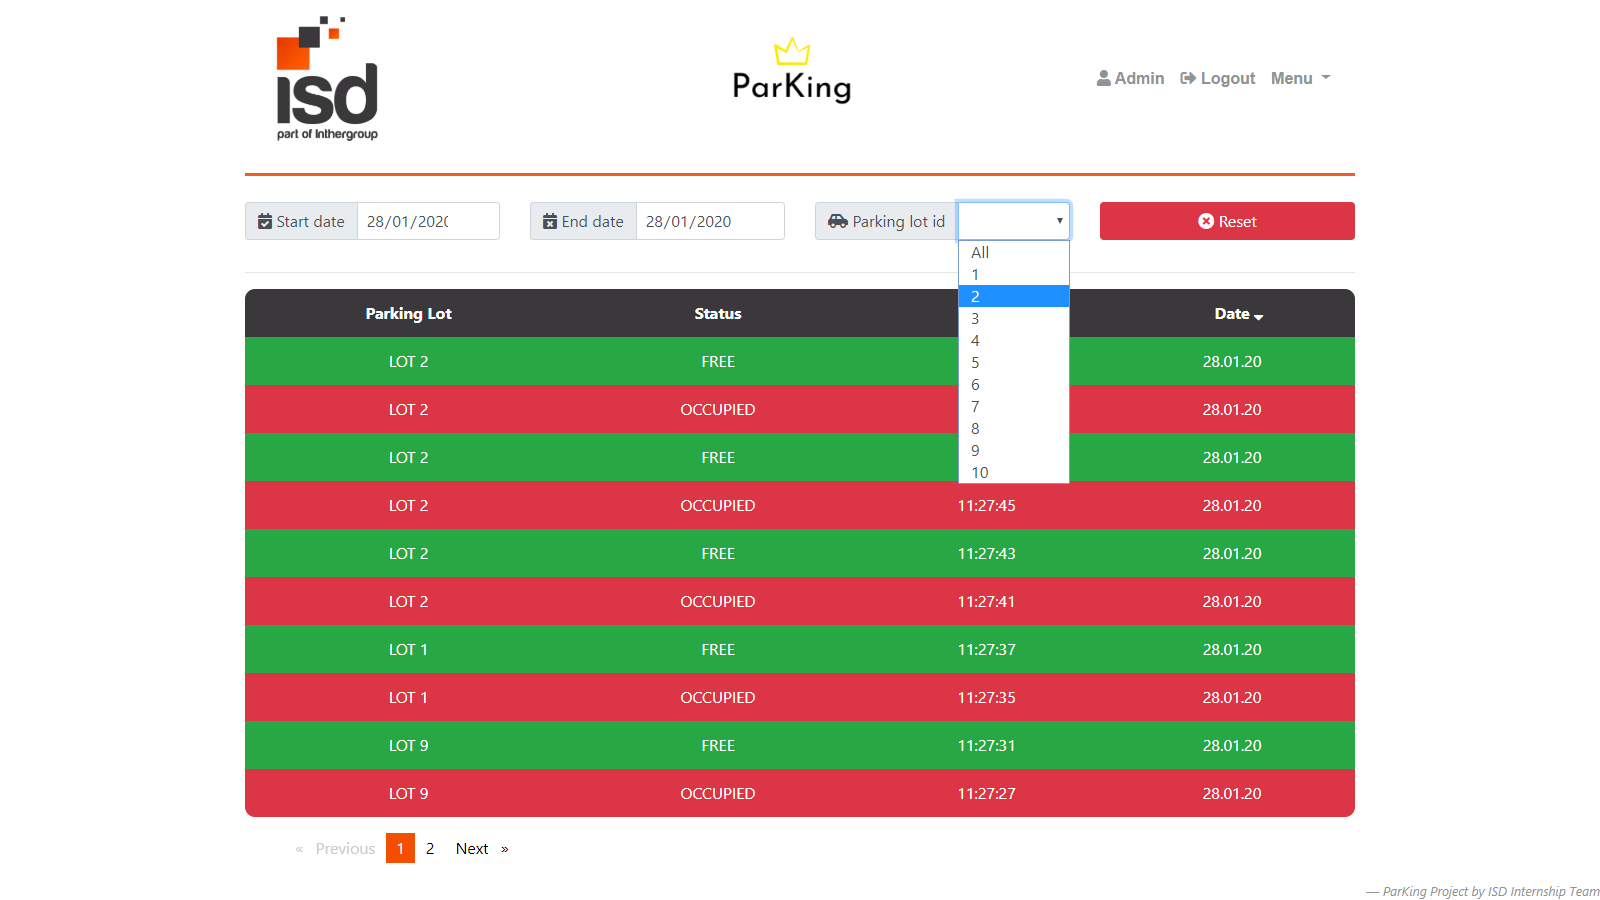 isd
part of Inthergroup
ParKing
Admin Logout Menu
Start date 28/01/2020 End date 28/01/2020 Parking lot id Reset
All
1
2
3
4
5
6
7
8
9
10
Parking Lot Status Date
LOT 2 FREE 28.01.20
LOT 2 OCCUPIED 28.01.20
LOT 2 FREE 28.01.20
LOT 2 OCCUPIED 11:27:45 28.01.20
LOT 2 FREE 11:27:43 28.01.20
LOT 2 OCCUPIED 11:27:41 28.01.20
LOT 1 FREE 11:27:37 28.01.20
LOT 1 OCCUPIED 11:27:35 28.01.20
LOT 9 FREE 11:27:31 28.01.20
LOT 9 OCCUPIED 11:27:27 28.01.20
« Previous 1 2 Next »
— ParKing Project by ISD Internship Team